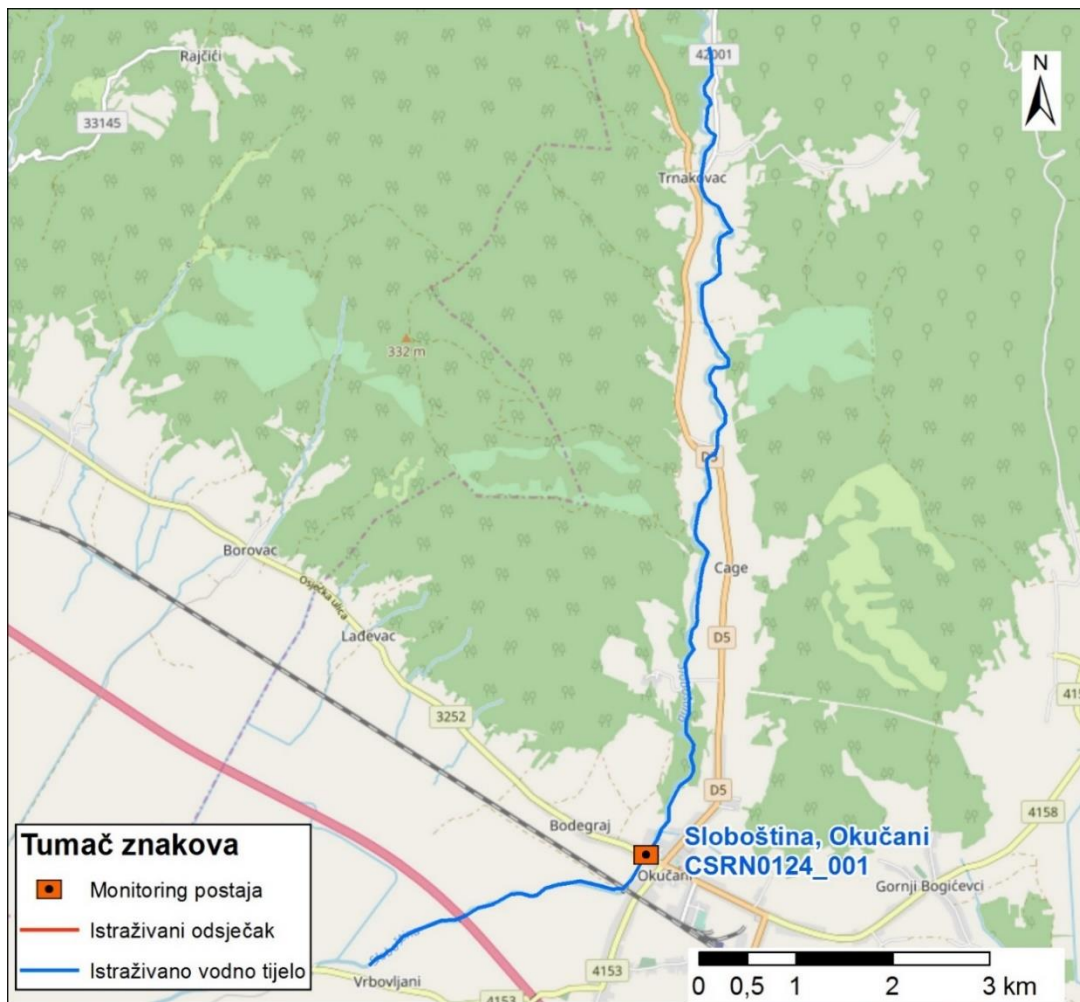 Rajčići
42001
N
33145
Trnakovac
332 m
D5
Borovac
Osječka ulica
Cage
Lađevac
D5
Sloboština
3252
D5
4158
Bodegraj
Sloboština, Okučani
CSRN0124_001
Okučani
Gornji Bogićevci
Tumač znakova
Monitoring postaja
Istraživani odsječak
Istraživano vodno tijelo
Vrbovljani
4153
4153
0 0,5 1 2 3 km